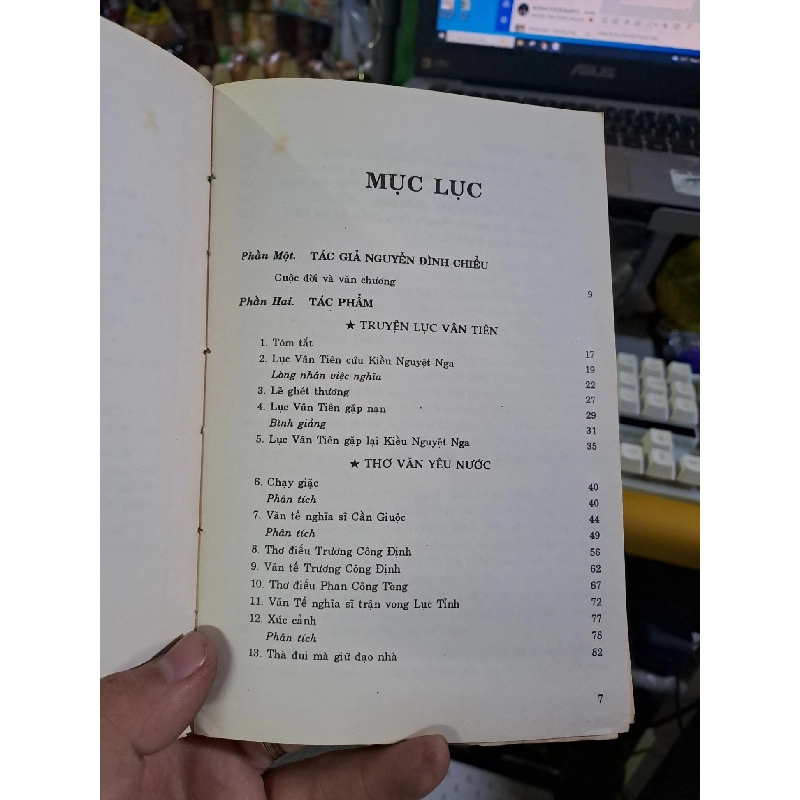 ASUS
MỤC LỤC
Phần Một. TÁC GIẢ NGUYỄN ĐÌNH CHIỂU
Cuộc đời và văn chương 9
Phần Hai. TÁC PHẨM
★ TRUYỆN LỤC VÂN TIÊN
1. Tóm tắt 17
2. Lục Vân Tiên cứu Kiều Nguyệt Nga 19
Lòng nhân việc nghĩa 22
3. Lẽ ghét thương 27
4. Lục Vân Tiên gặp nạn 29
Bình giảng 31
5. Lục Vân Tiên gặp lại Kiều Nguyệt Nga 35
★ THƠ VĂN YÊU NƯỚC
6. Chạy giặc 40
Phân tích 40
7. Văn tế nghĩa sĩ Cần Giuộc 44
Phân tích 49
8. Thơ điếu Trương Công Định 56
9. Văn tế Trương Công Định 62
10. Thơ điếu Phan Công Tòng 67
11. Văn Tế nghĩa sĩ trận vong Lục Tỉnh 72
12. Xúc cảnh 77
Phân tích 78
13. Thà đui mà giữ đạo nhà 82
7